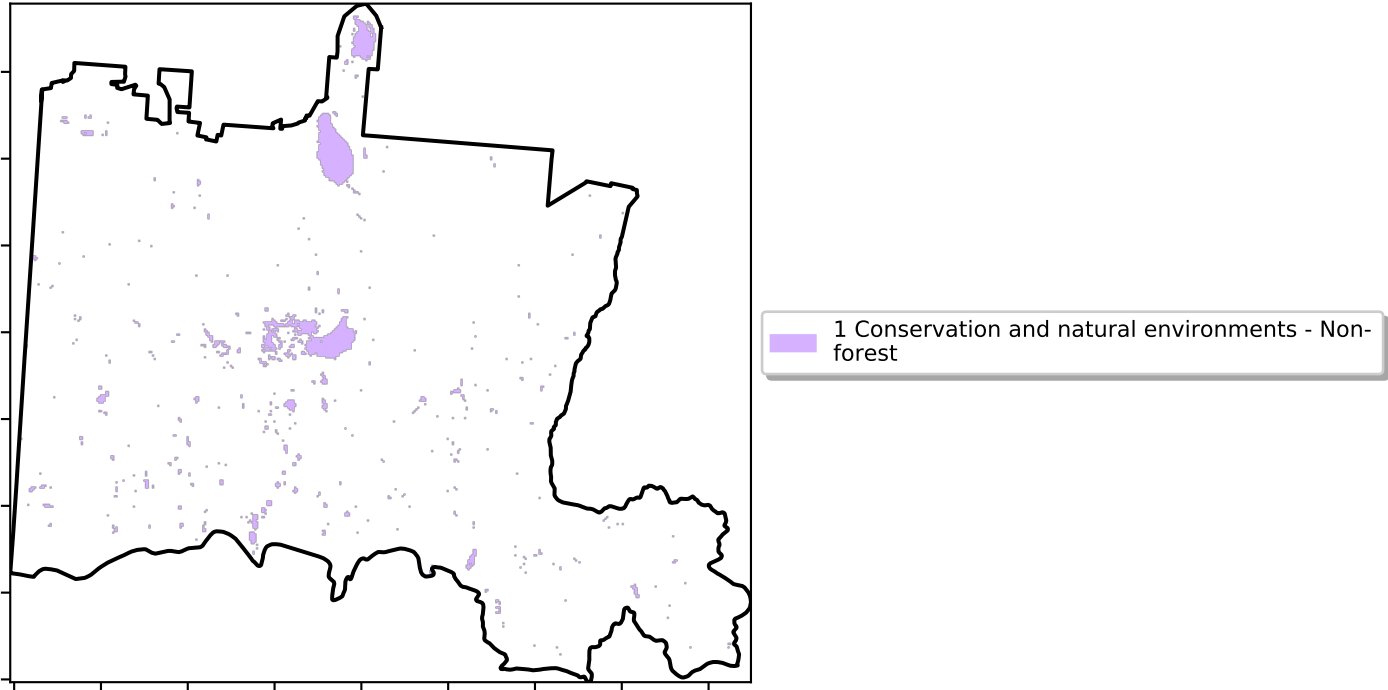 1 Conservation and natural environments - Non-
forest